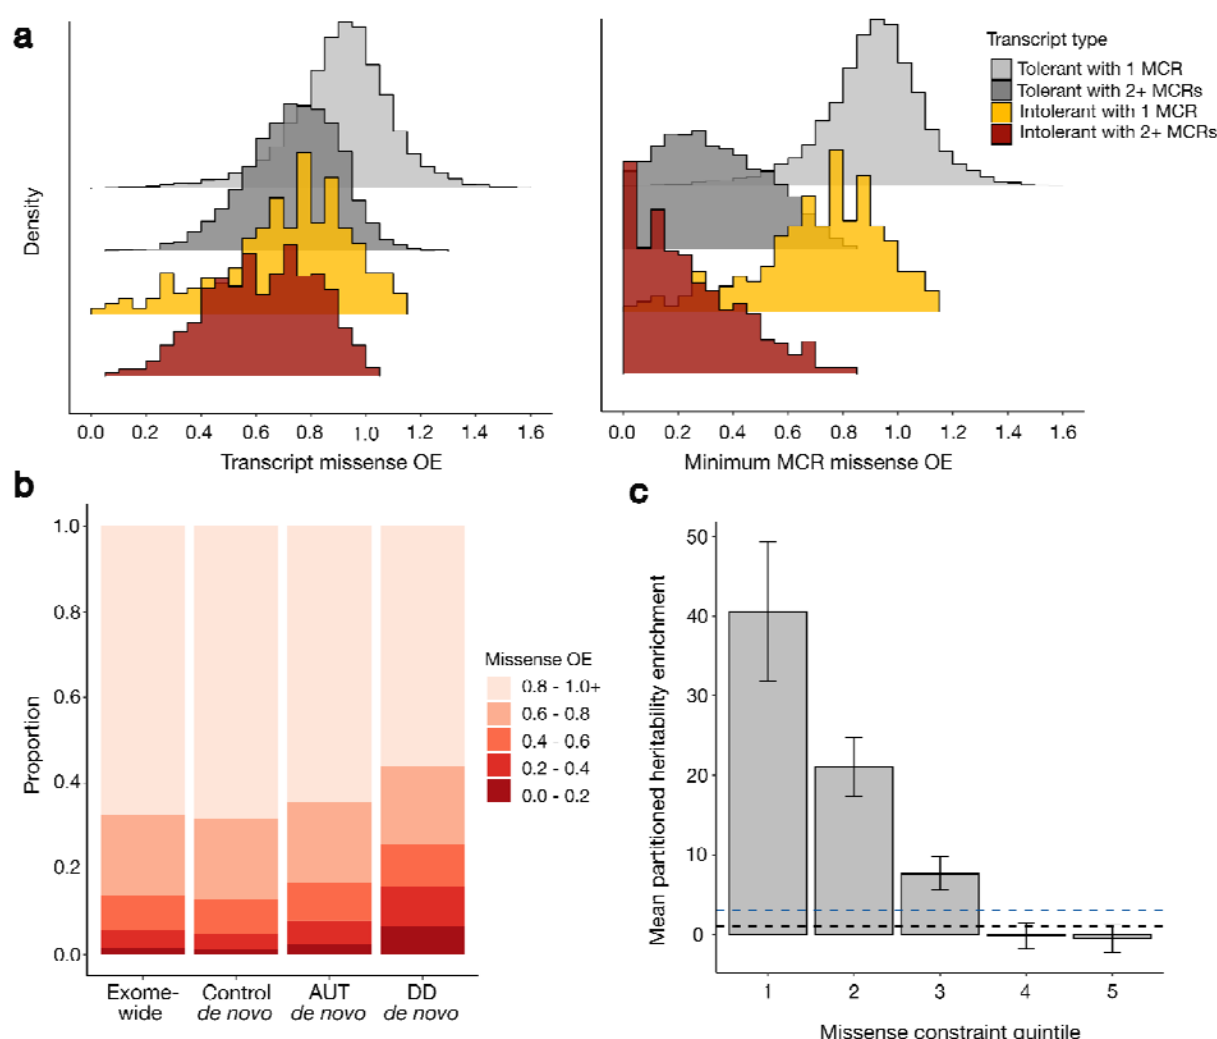 a
Density
0.0 0.2 0.4 0.6 0.8 1.0 1.2 1.4 1.6
Transcript missense OE
0.0 0.2 0.4 0.6 0.8 1.0 1.2 1.4 1.6
Minimum MCR missense OE
Transcript type
Tolerant with 1 MCR
Tolerant with 2+ MCRs
Intolerant with 1 MCR
Intolerant with 2+ MCRs
b
Proportion
1.0
0.8
0.6
0.4
0.2
0.0
Exome-
wide
Control
de novo
AUT
de novo
DD
de novo
Missense OE
0.8 - 1.0+
0.6 - 0.8
0.4 - 0.6
0.2 - 0.4
0.0 - 0.2
c
Mean partitioned heritability enrichment
50
40
30
20
10
0
1 2 3 4 5
Missense constraint quintile